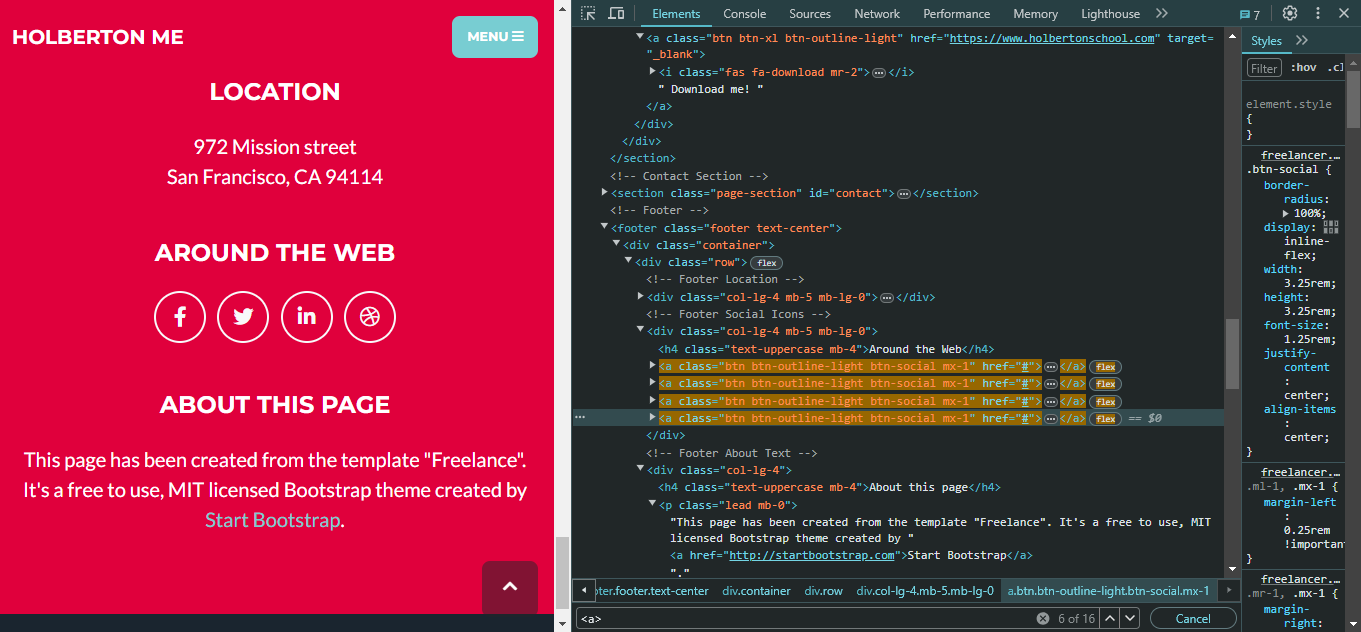 HOLBERTON ME
MENU
LOCATION
972 Mission street
San Francisco, CA 94114
AROUND THE WEB
ABOUT THIS PAGE
This page has been created from the template "Freelance".
It's a free to use, MIT licensed Bootstrap theme created by
Start Bootstrap.
Elements Console Sources Network Performance Memory Lighthouse 7
<a class="btn btn-xl btn-outline-light" href="https://www.holbertonschool.com" target=
"_blank">
<i class="fas fa-download mr-2">…</i>
" Download me! "
</a>
</div>
</div>
</section>
<!-- Contact Section -->
<section class="page-section" id="contact">…</section>
<!-- Footer -->
<footer class="footer text-center">
<div class="container">
<div class="row"> flex
<!-- Footer Location -->
<div class="col-lg-4 mb-5 mb-lg-0">…</div>
<!-- Footer Social Icons -->
<div class="col-lg-4 mb-5 mb-lg-0">
<h4 class="text-uppercase mb-4">Around the Web</h4>
<a class="btn btn-outline-light btn-social mx-1" href="#">…</a> flex
<a class="btn btn-outline-light btn-social mx-1" href="#">…</a> flex
<a class="btn btn-outline-light btn-social mx-1" href="#">…</a> flex
<a class="btn btn-outline-light btn-social mx-1" href="#">…</a> flex == $0
</div>
<!-- Footer About Text -->
<div class="col-lg-4">
<h4 class="text-uppercase mb-4">About this page</h4>
<p class="lead mb-0">
"This page has been created from the template "Freelance". It's a free to use, MIT
licensed Bootstrap theme created by "
<a href="http://startbootstrap.com">Start Bootstrap</a>
"."
oter.footer.text-center div.container div.row div.col-lg-4.mb-5.mb-lg-0 a.btn.btn-outline-light.btn-social.mx-1
<a> 6 of 16 Cancel
Styles
Filter :hov .cl
element.style
{
}
freelancer.…
.btn-social {
border-
radius:
100%;
display:
inline-
flex;
width:
3.25rem;
height:
3.25rem;
font-size:
1.25rem;
justify-
content
:
center;
align-items
:
center;
}
freelancer.…
.ml-1, .mx-1 {
margin-left
:
0.25rem
!important
}
freelancer.…
.mr-1, .mx-1 {
margin-
right: